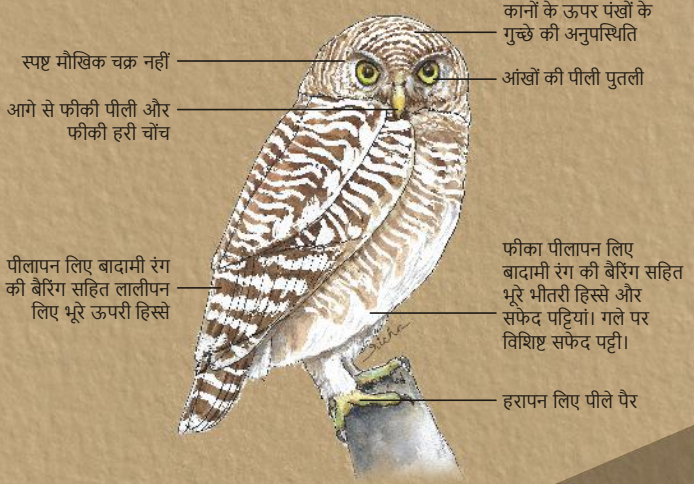 कानों के ऊपर पंखों के
गुच्छे की अनुपस्थिति
स्पष्ट मौखिक चक्र नहीं
आंखों की पीली पुतली
आगे से फीकी पीली और
फीकी हरी चोंच
पीलापन लिए बादामी रंग
की बैरिंग सहित लालीपन
लिए भूरे ऊपरी हिस्से
फीका पीलापन लिए
बादामी रंग की बैरिंग सहित
भूरे भीतरी हिस्से और
सफेद पट्टियां। गले पर
विशिष्ट सफेद पट्टी।
हरापन लिए पीले पैर